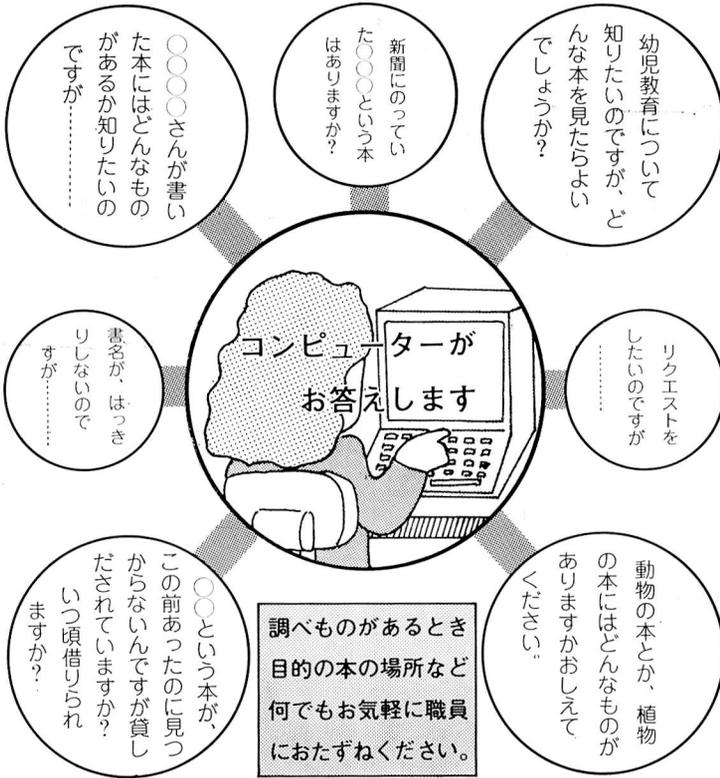 幼児教育について
知りたいのですが、ど
んな本を見たらよい
でしょうか?
新聞にのってい
た○○○という本
はありますか?
○○○○さんが書い
た本にはどんなもの
があるか知りたいの
ですが…………
リクエストを
したいのですが
…………
コンピューターが
お答えします
書名が、はっき
りしないので
すが…………
動物の本とか、植物
の本にはどんなものが
ありますかおしえて
ください。
○○という本が、
この前あったのに見つ
からないんですが貸し
だされていますか?
いつ頃借りられ
ますか?
調べものがあるとき
目的の本の場所など
何でもお気軽に職員
におたずねください。